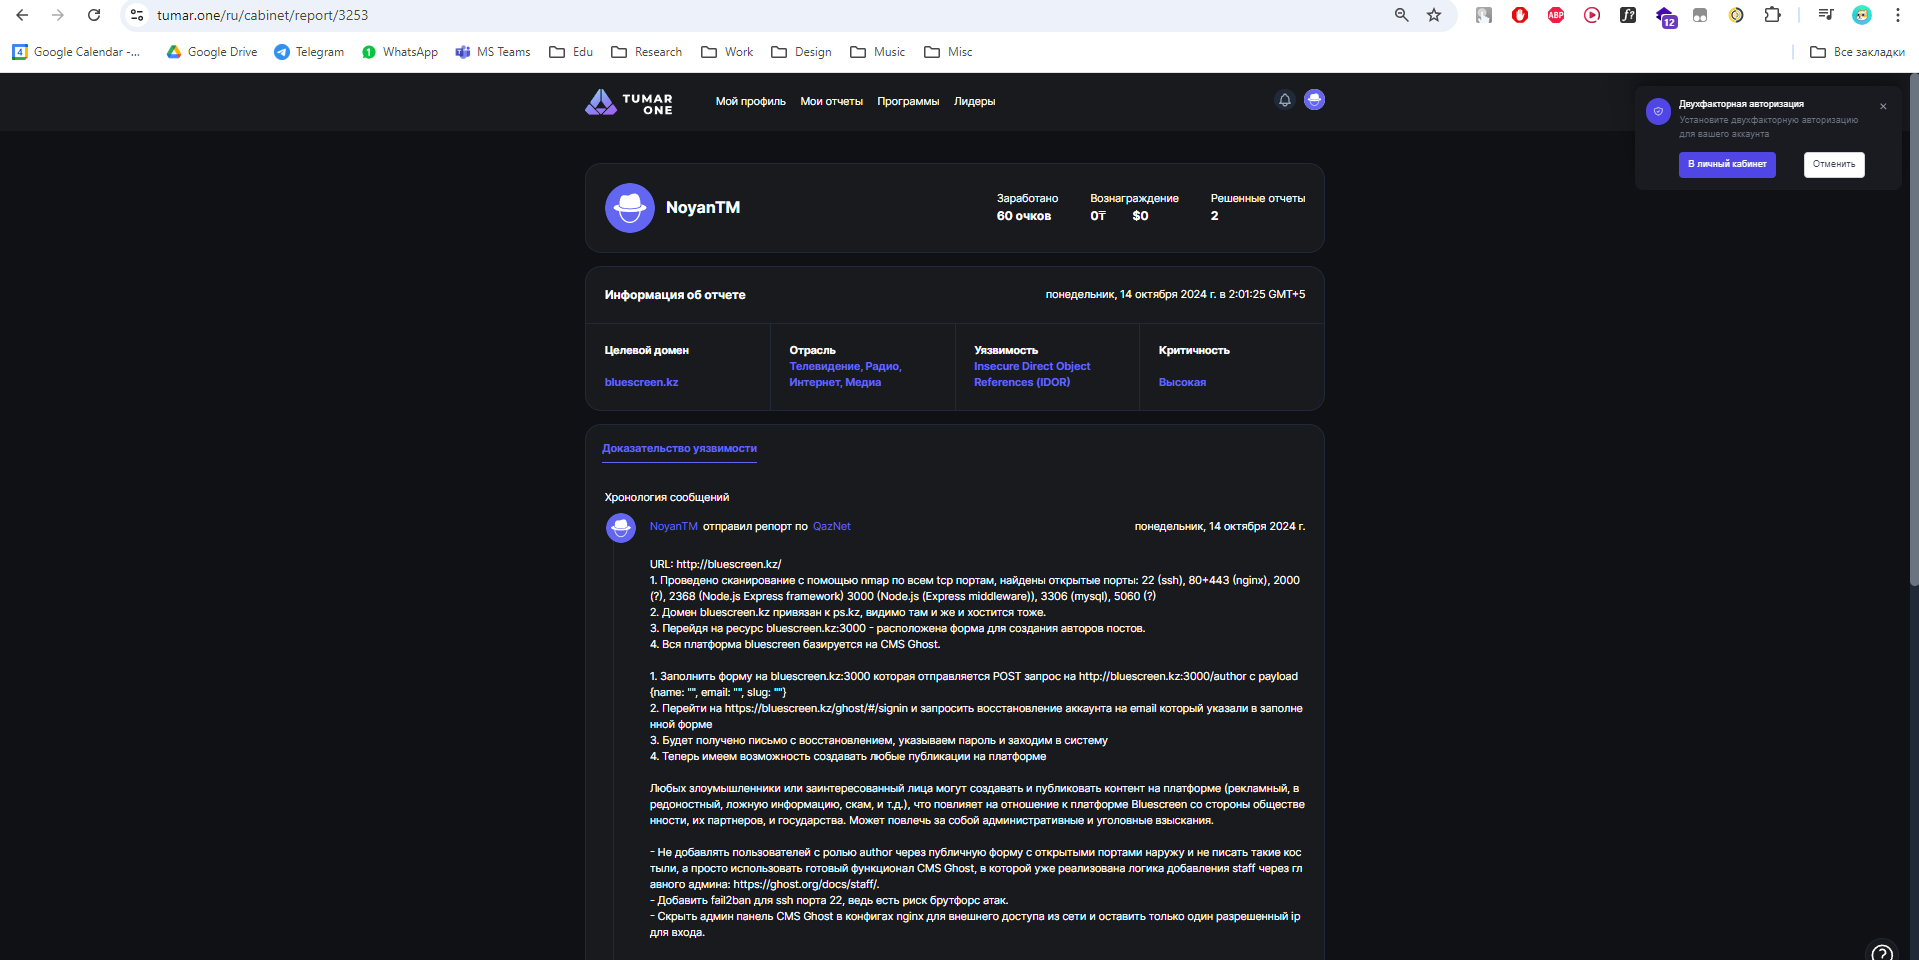 tumar.one/ru/cabinet/report/3253
ABP
f?
12
4 Google Calendar -... Google Drive Telegram 1 WhatsApp MS Teams Edu Research Work Design Music Misc Все закладки
TUMAR ONE
Мой профиль Мои отчеты Программы Лидеры
Двухфакторная авторизация
Установите двухфакторную авторизацию
для вашего аккаунта
В личный кабинет Отменить
NoyanTM
Заработано Вознаграждение Решенные отчеты
60 очков 0₸ $0 2
Информация об отчете понедельник, 14 октября 2024 г. в 2:01:25 GMT+5
Целевой домен
bluescreen.kz
Отрасль
Телевидение, Радио,
Интернет, Медиа
Уязвимость
Insecure Direct Object
References (IDOR)
Критичность
Высокая
Доказательство уязвимости
Хронология сообщений
NoyanTM отправил репорт по QazNet понедельник, 14 октября 2024 г.
URL: http://bluescreen.kz/
1. Проведено сканирование с помощью nmap по всем tcp портам, найдены открытые порты: 22 (ssh), 80+443 (nginx), 2000
(?), 2368 (Node.js Express framework) 3000 (Node.js (Express middleware)), 3306 (mysql), 5060 (?)
2. Домен bluescreen.kz привязан к ps.kz, видимо там и же и хостится тоже.
3. Перейдя на ресурс bluescreen.kz:3000 - расположена форма для создания авторов постов.
4. Вся платформа bluescreen базируется на CMS Ghost.
1. Заполнить форму на bluescreen.kz:3000 которая отправляется POST запрос на http://bluescreen.kz:3000/author с payload
{name: "", email: "", slug: ""}
2. Перейти на https://bluescreen.kz/ghost/#/signin и запросить восстановление аккаунта на email который указали в заполне
нной форме
3. Будет получено письмо с восстановлением, указываем пароль и заходим в систему
4. Теперь имеем возможность создавать любые публикации на платформе
Любых злоумышленники или заинтересованный лица могут создавать и публиковать контент на платформе (рекламный, в
редоностный, ложную информацию, скам, и т.д.), что повлияет на отношение к платформе Bluescreen со стороны обществе
нности, их партнеров, и государства. Может повлечь за собой административные и уголовные взыскания.
- Не добавлять пользователей с ролью author через публичную форму с открытыми портами наружу и не писать такие кос
тыли, а просто использовать готовый функционал CMS Ghost, в которой уже реализована логика добавления staff через гл
авного админа: https://ghost.org/docs/staff/.
- Добавить fail2ban для ssh порта 22, ведь есть риск брутфорс атак.
- Скрыть админ панель CMS Ghost в конфигах nginx для внешнего доступа из сети и оставить только один разрешенный ip
для входа.